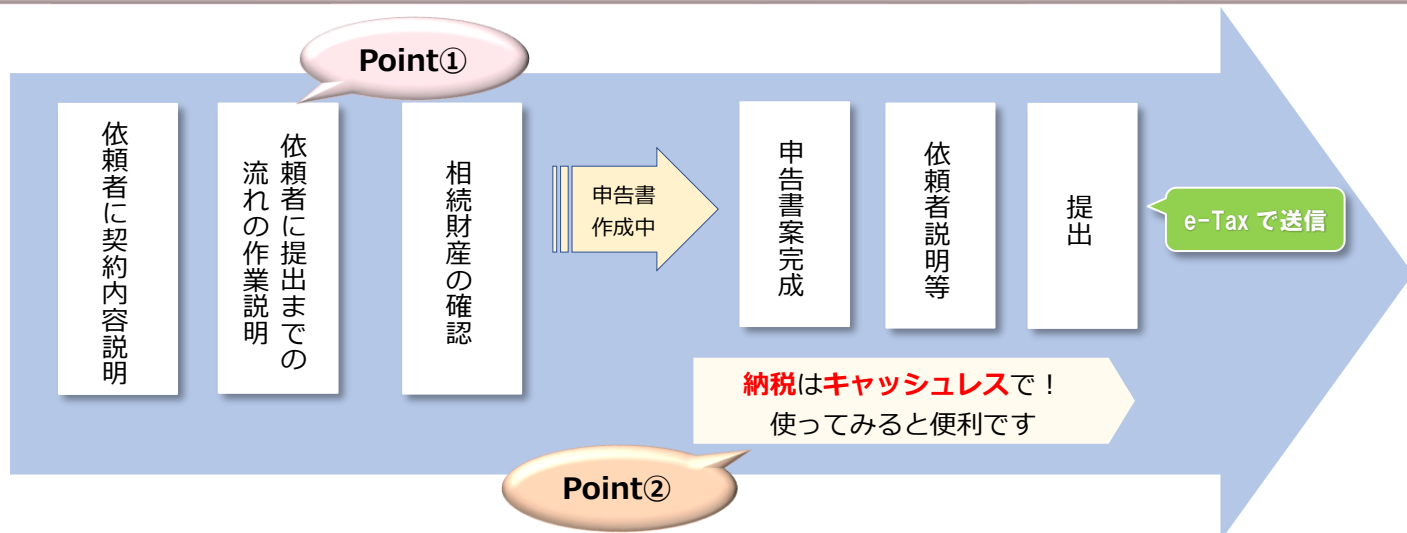 Point①
依頼者に契約内容説明
依頼者に提出までの
流れの作業説明
相続財産の確認
申告書
作成中
申告書案完成
依頼者説明等
提出
e-Tax で送信
納税はキャッシュレスで！
使ってみると便利です
Point②